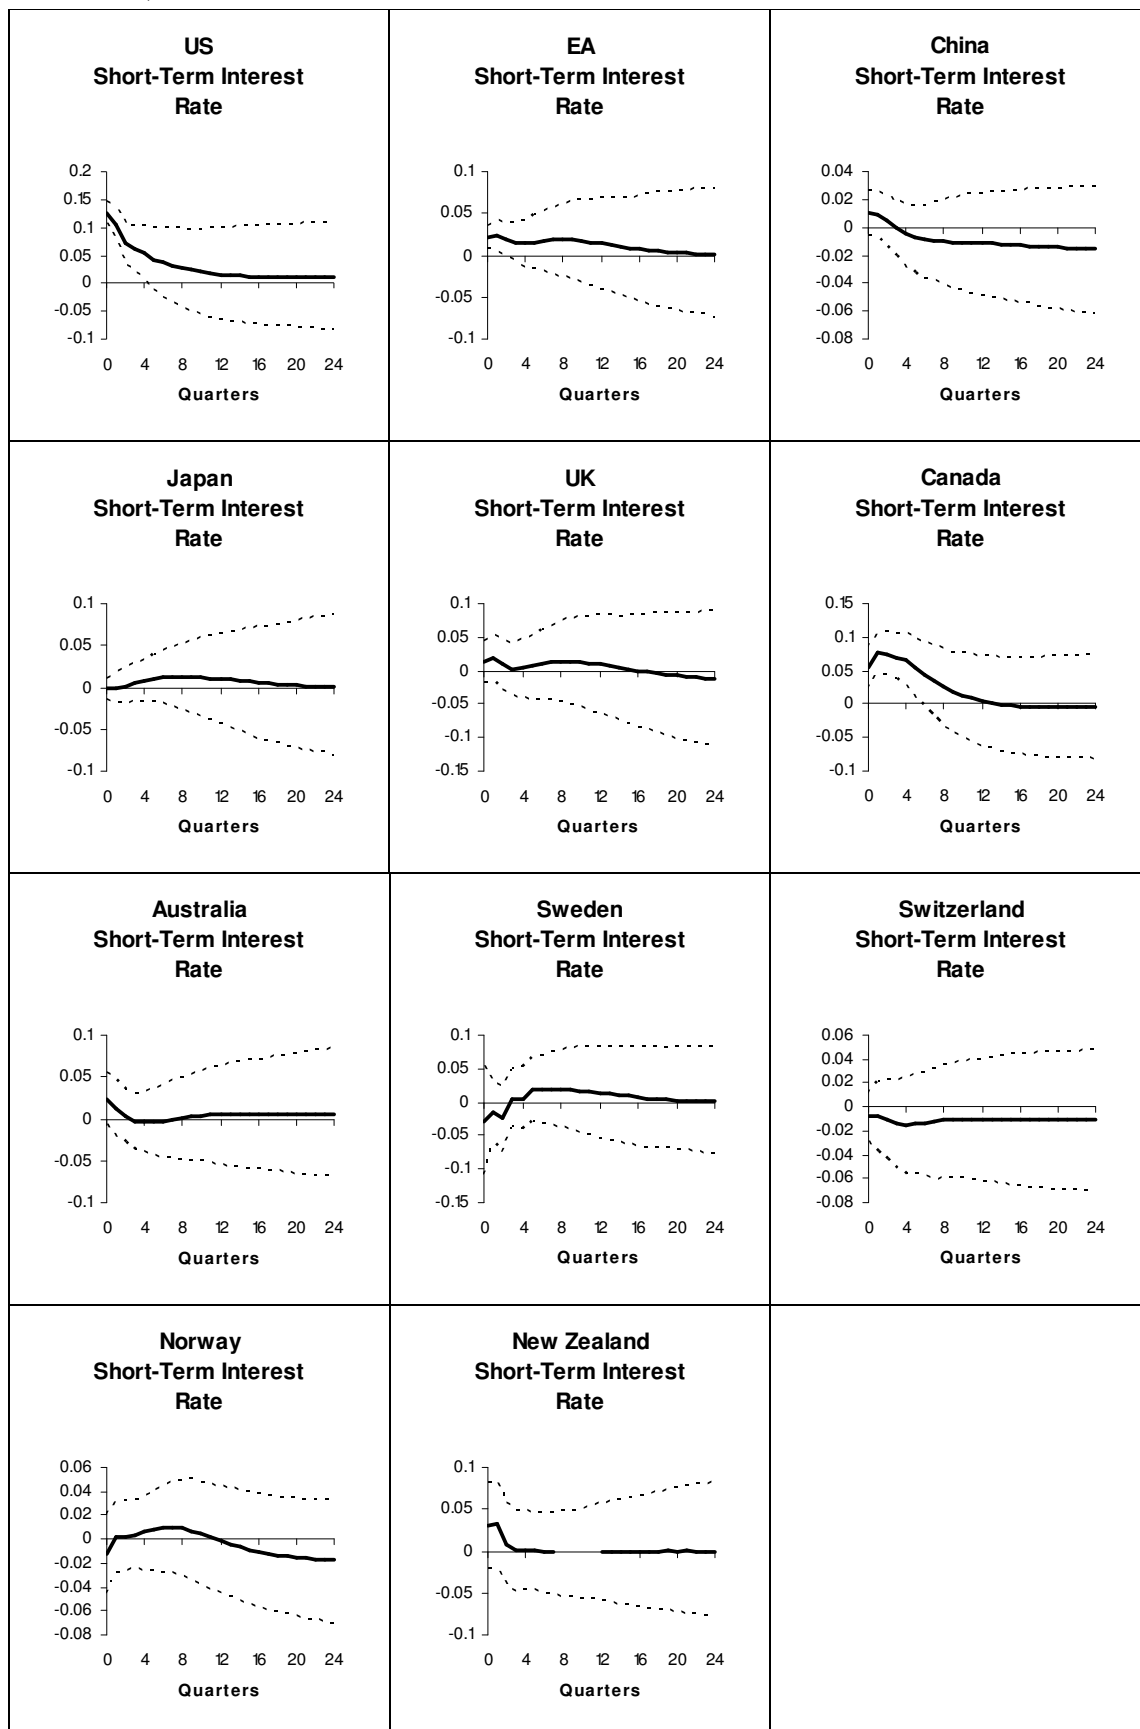 US
Short-Term Interest
Rate
0.2
0.15
0.1
0.05
0
-0.05
-0.1
0 4 8 12 16 20 24
Quarters
EA
Short-Term Interest
Rate
0.1
0.05
0
-0.05
-0.1
0 4 8 12 16 20 24
Quarters
China
Short-Term Interest
Rate
0.04
0.02
0
-0.02
-0.04
-0.06
-0.08
0 4 8 12 16 20 24
Quarters
Japan
Short-Term Interest
Rate
0.1
0.05
0
-0.05
-0.1
0 4 8 12 16 20 24
Quarters
UK
Short-Term Interest
Rate
0.1
0.05
0
-0.05
-0.1
-0.15
0 4 8 12 16 20 24
Quarters
Canada
Short-Term Interest
Rate
0.15
0.1
0.05
0
-0.05
-0.1
0 4 8 12 16 20 24
Quarters
Australia
Short-Term Interest
Rate
0.1
0.05
0
-0.05
-0.1
0 4 8 12 16 20 24
Quarters
Sweden
Short-Term Interest
Rate
0.1
0.05
0
-0.05
-0.1
-0.15
0 4 8 12 16 20 24
Quarters
Switzerland
Short-Term Interest
Rate
0.06
0.04
0.02
0
-0.02
-0.04
-0.06
-0.08
0 4 8 12 16 20 24
Quarters
Norway
Short-Term Interest
Rate
0.06
0.04
0.02
0
-0.02
-0.04
-0.06
-0.08
0 4 8 12 16 20 24
Quarters
New Zealand
Short-Term Interest
Rate
0.1
0.05
0
-0.05
-0.1
0 4 8 12 16 20 24
Quarters